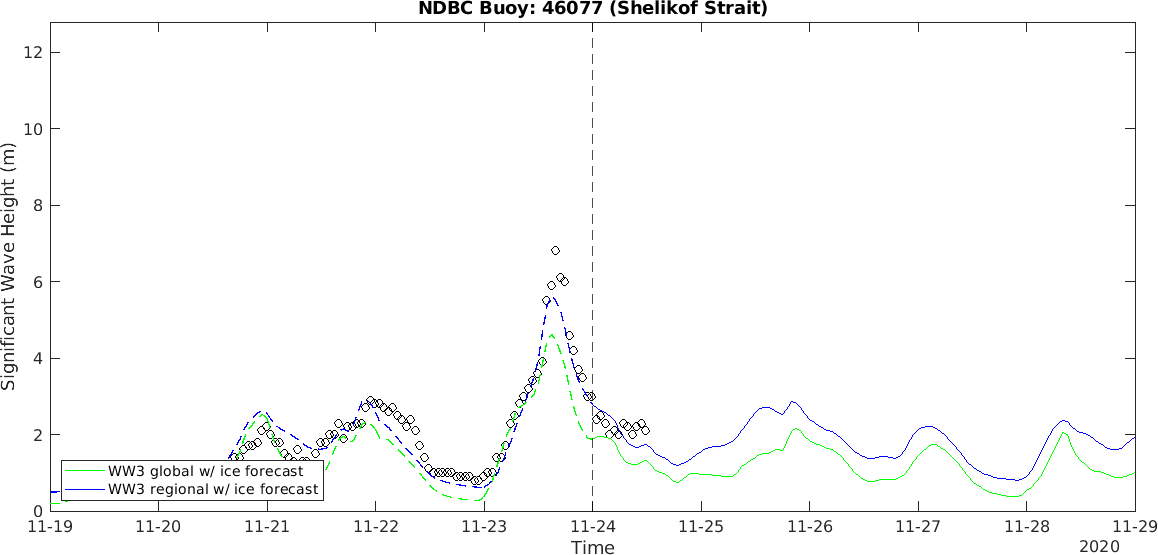 NDBC Buoy: 46077 (Shelikof Strait)
12
10
8
6
4
2
0
Significant Wave Height (m)
WW3 global w/ ice forecast
WW3 regional w/ ice forecast
11-19 11-20 11-21 11-22 11-23 11-24 11-25 11-26 11-27 11-28 11-29
Time
2020